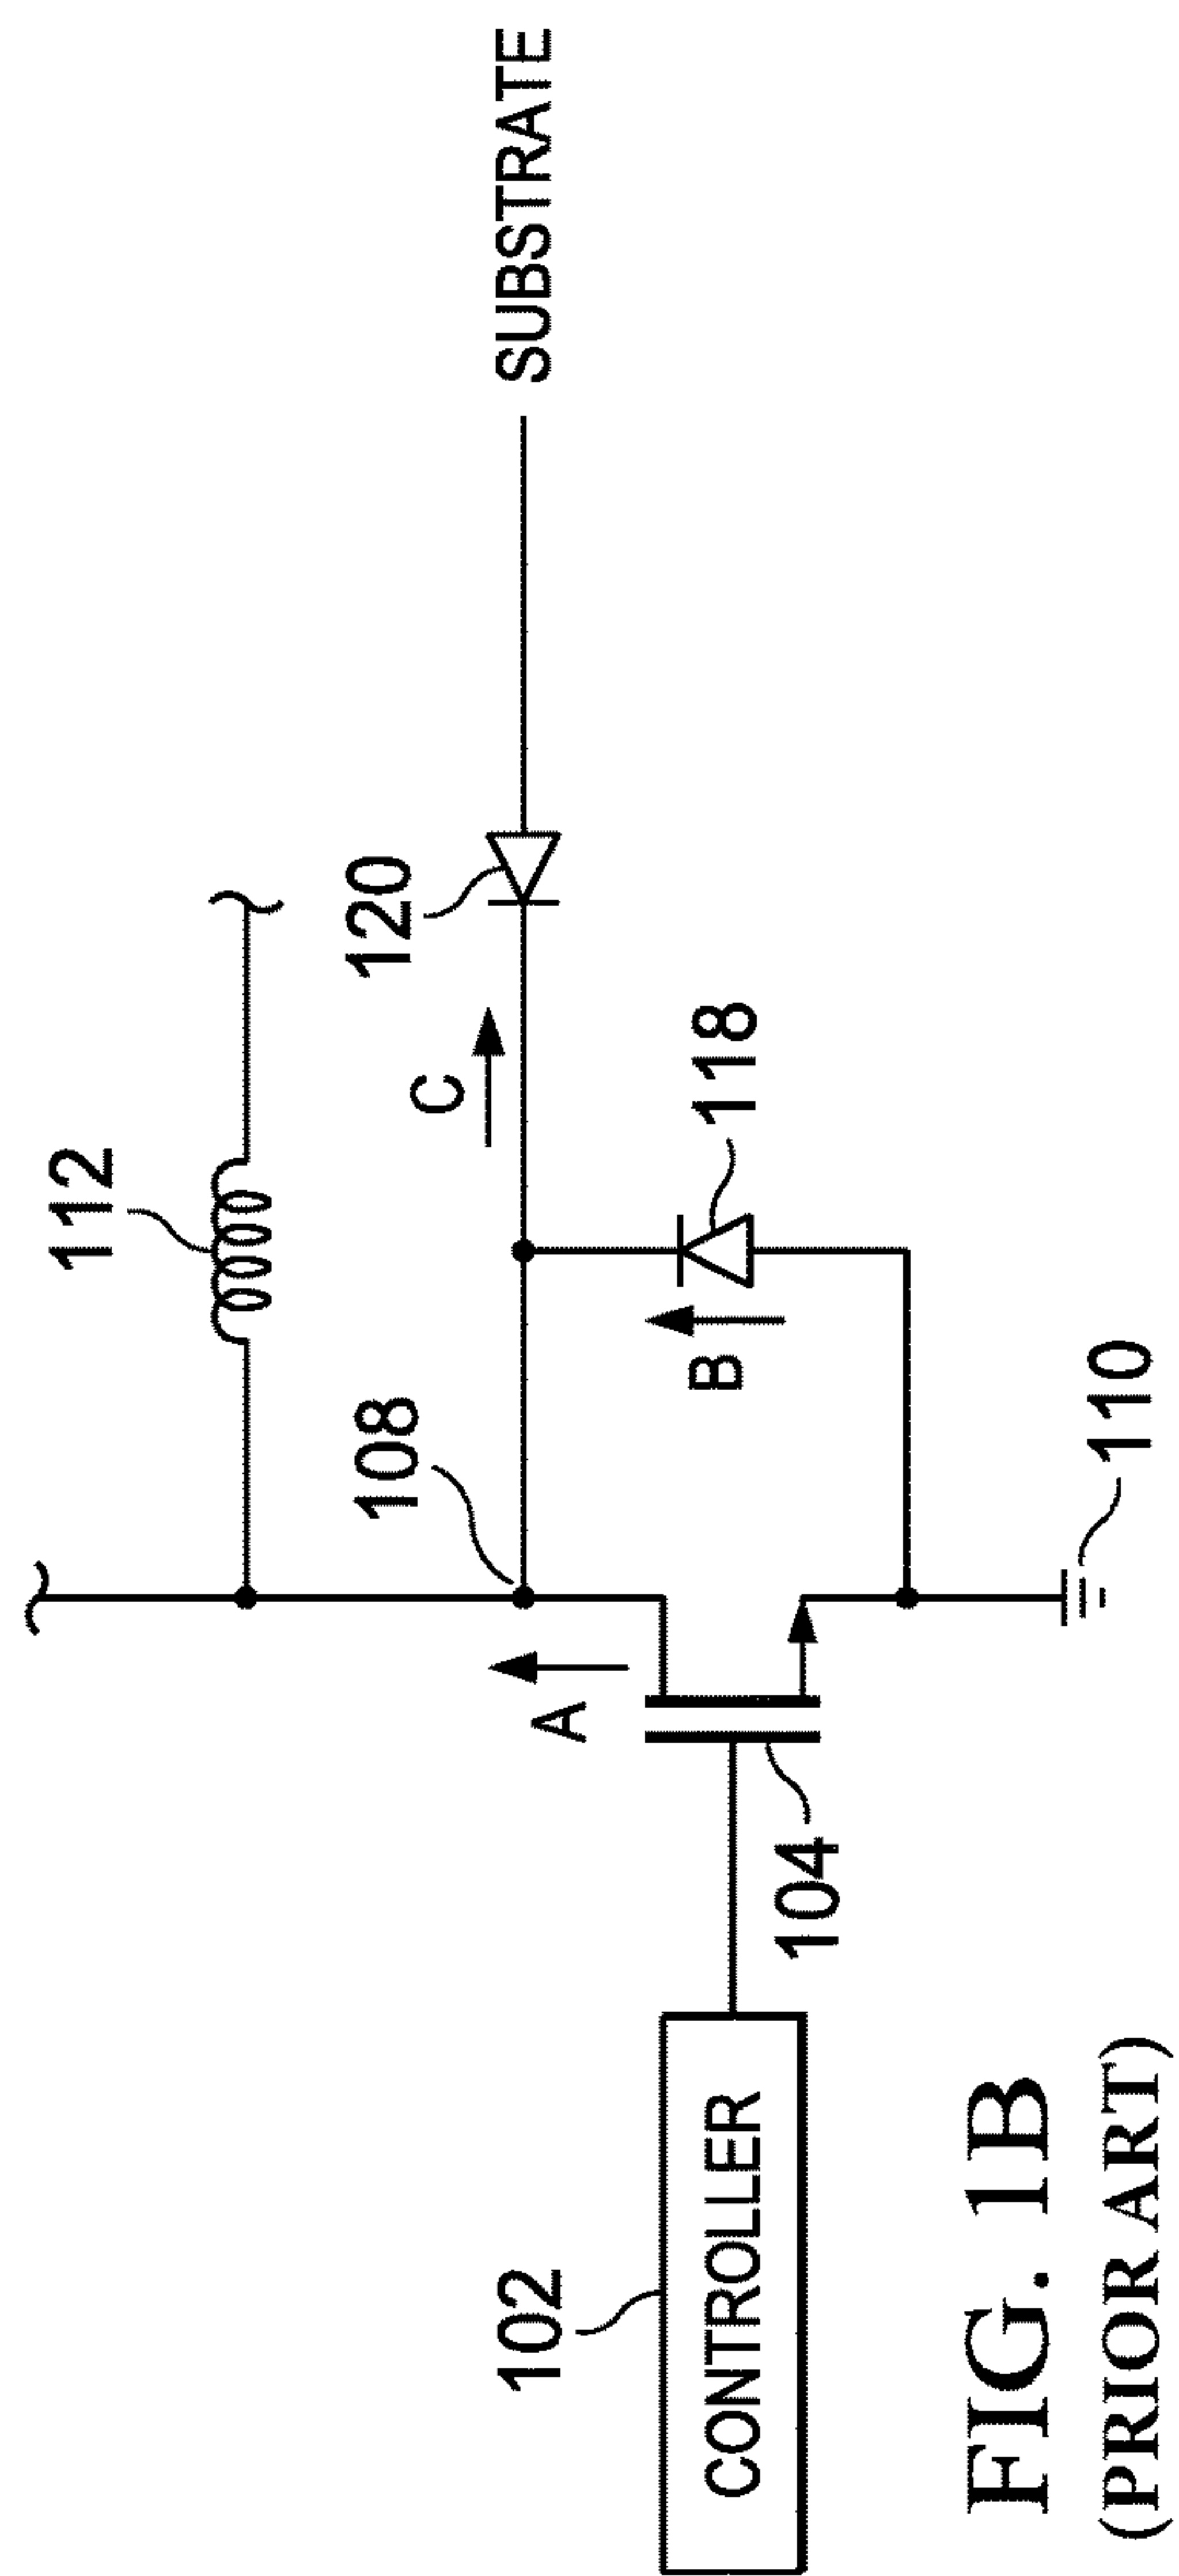 112
120
SUBSTRATE
108
C
A
118
B
102
CONTROLLER
104
110
FIG. 1B
(PRIOR ART)